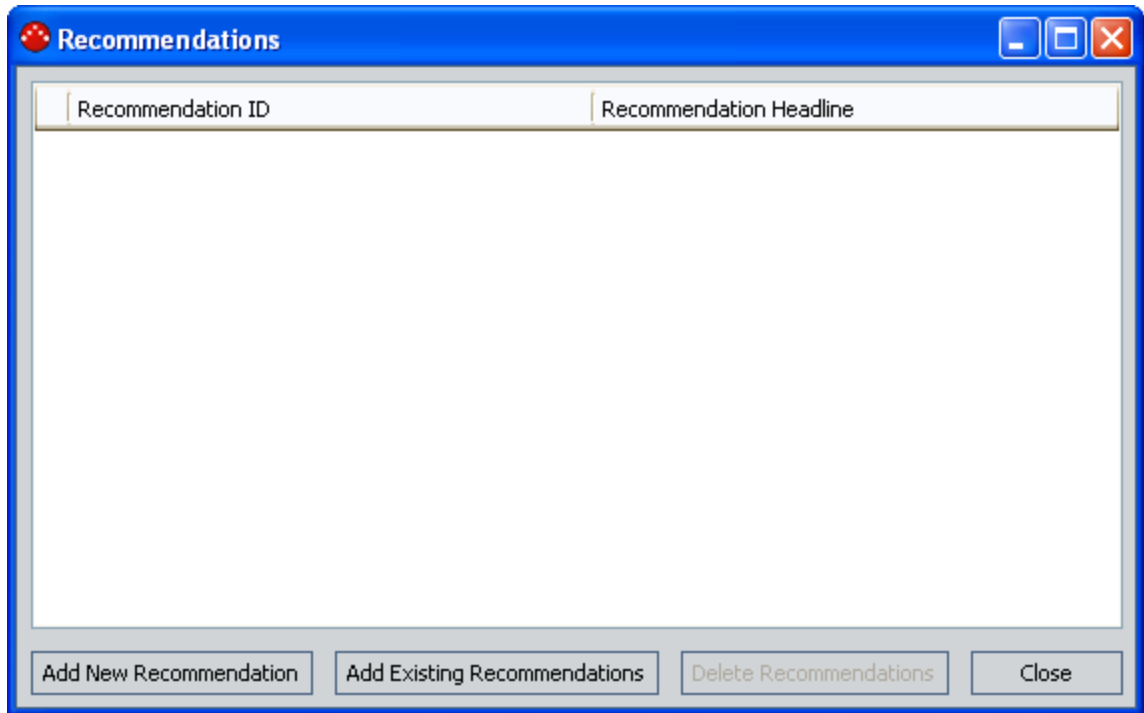 Recommendations
Recommendation ID Recommendation Headline
Add New Recommendation Add Existing Recommendations Delete Recommendations Close